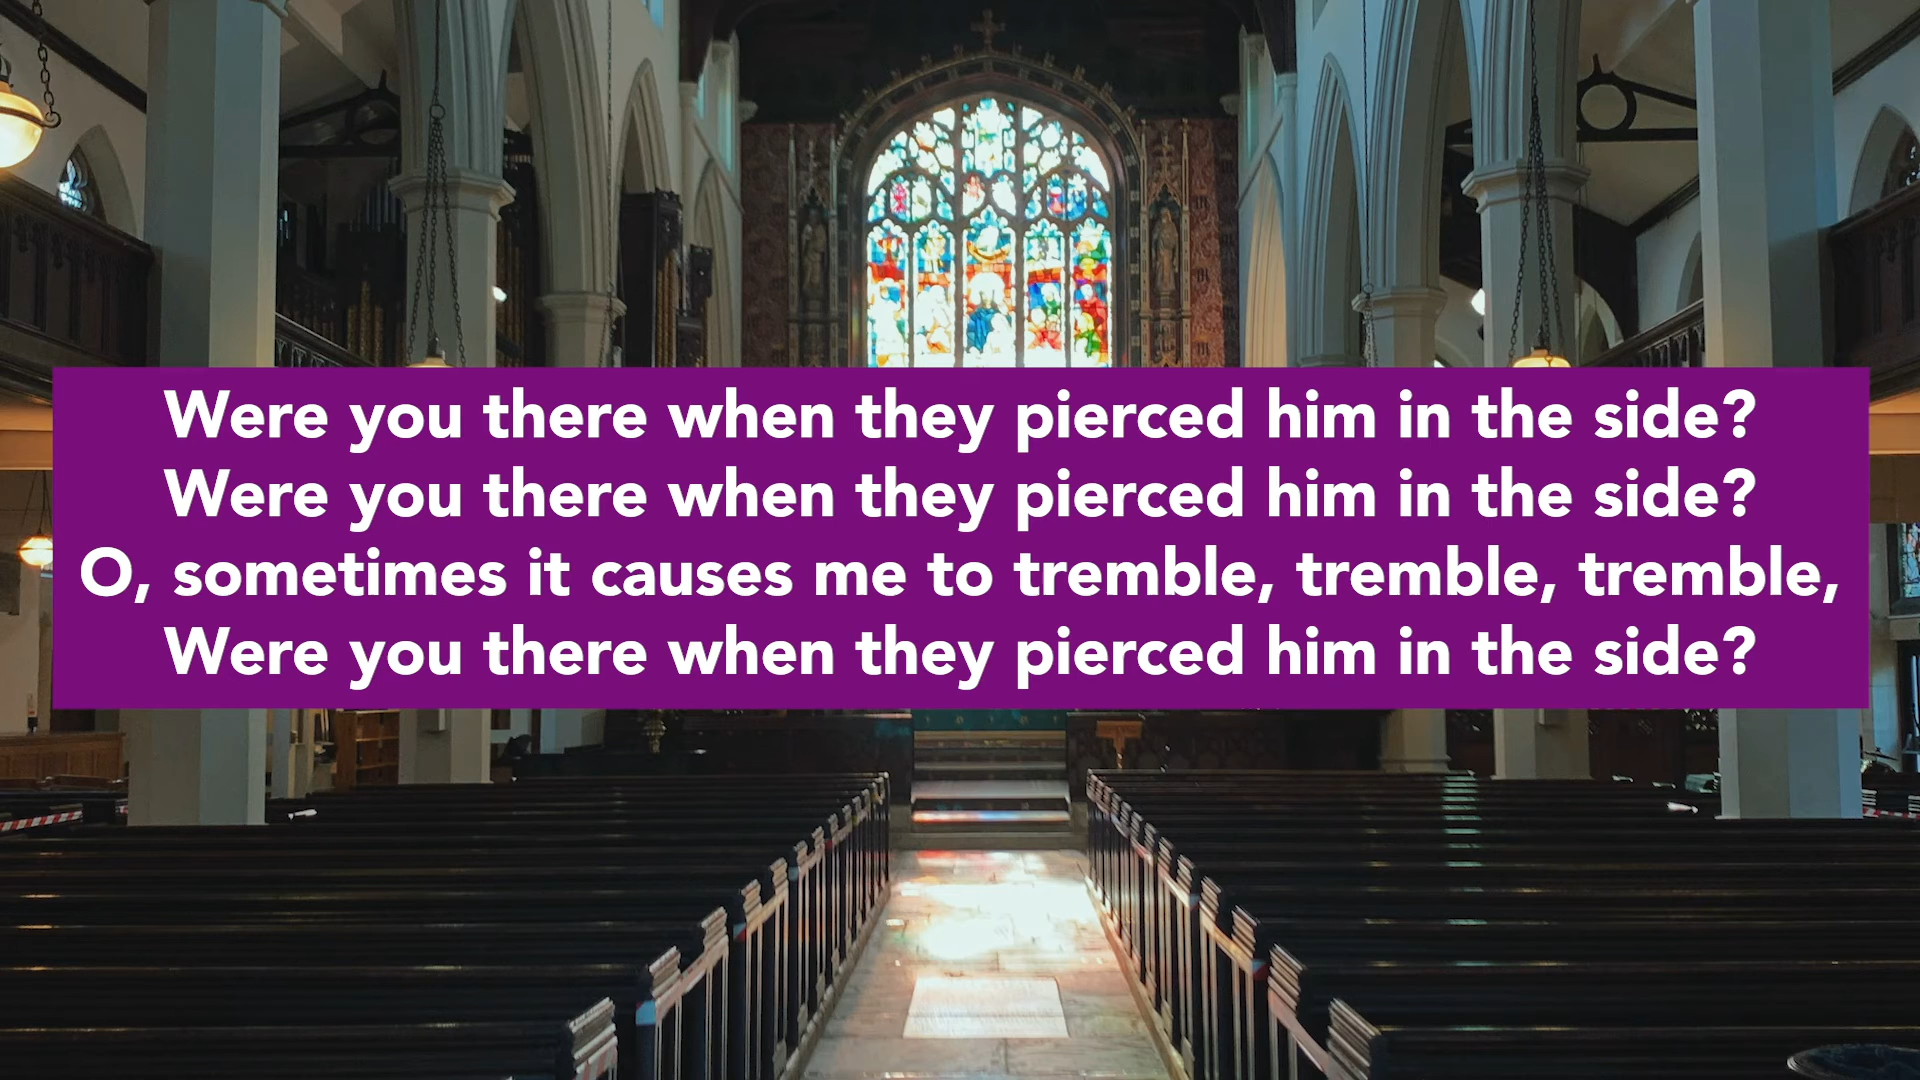 Were you there when they pierced him in the side?
Were you there when they pierced him in the side?
O, sometimes it causes me to tremble, tremble, tremble,
Were you there when they pierced him in the side?